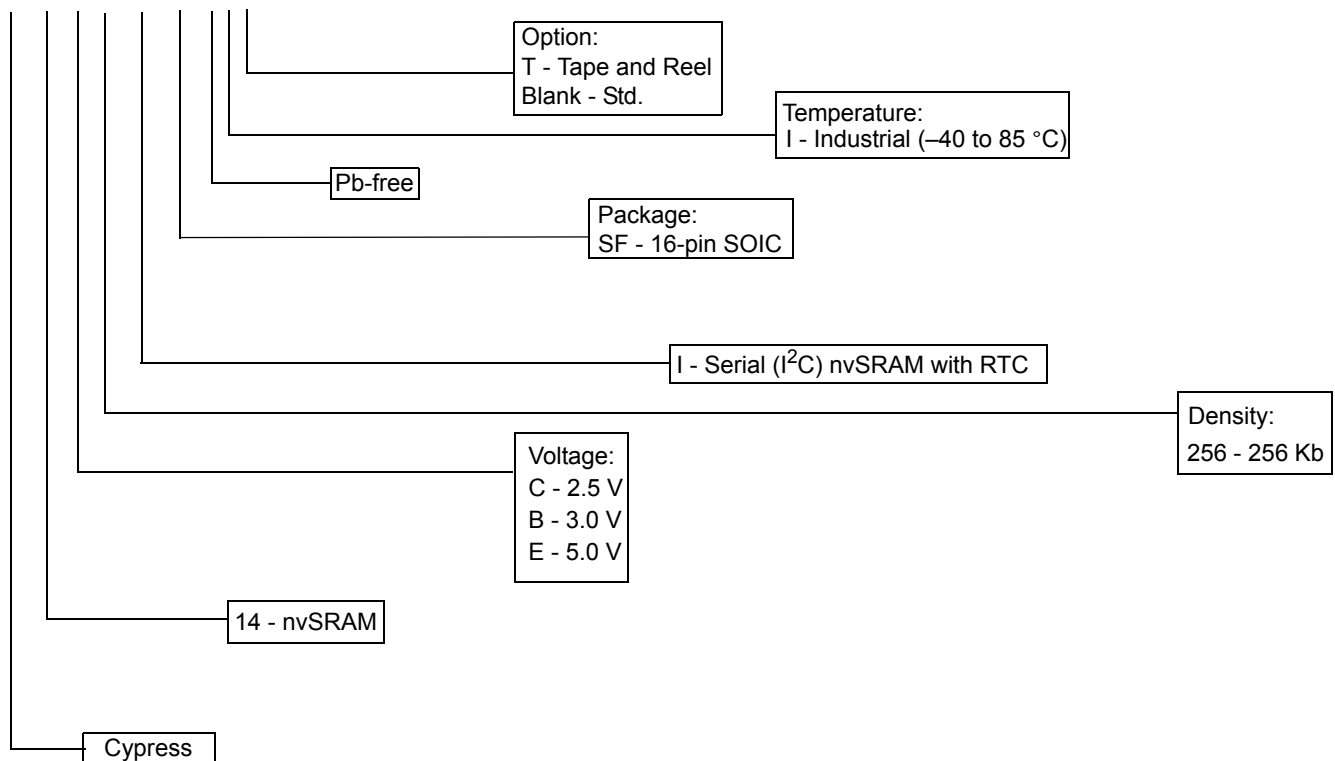 Option:
T - Tape and Reel
Blank - Std.
Temperature:
I - Industrial (–40 to 85 °C)
Pb-free
Package:
SF - 16-pin SOIC
I - Serial (I²C) nvSRAM with RTC
Density:
256 - 256 Kb
Voltage:
C - 2.5 V
B - 3.0 V
E - 5.0 V
14 - nvSRAM
Cypress